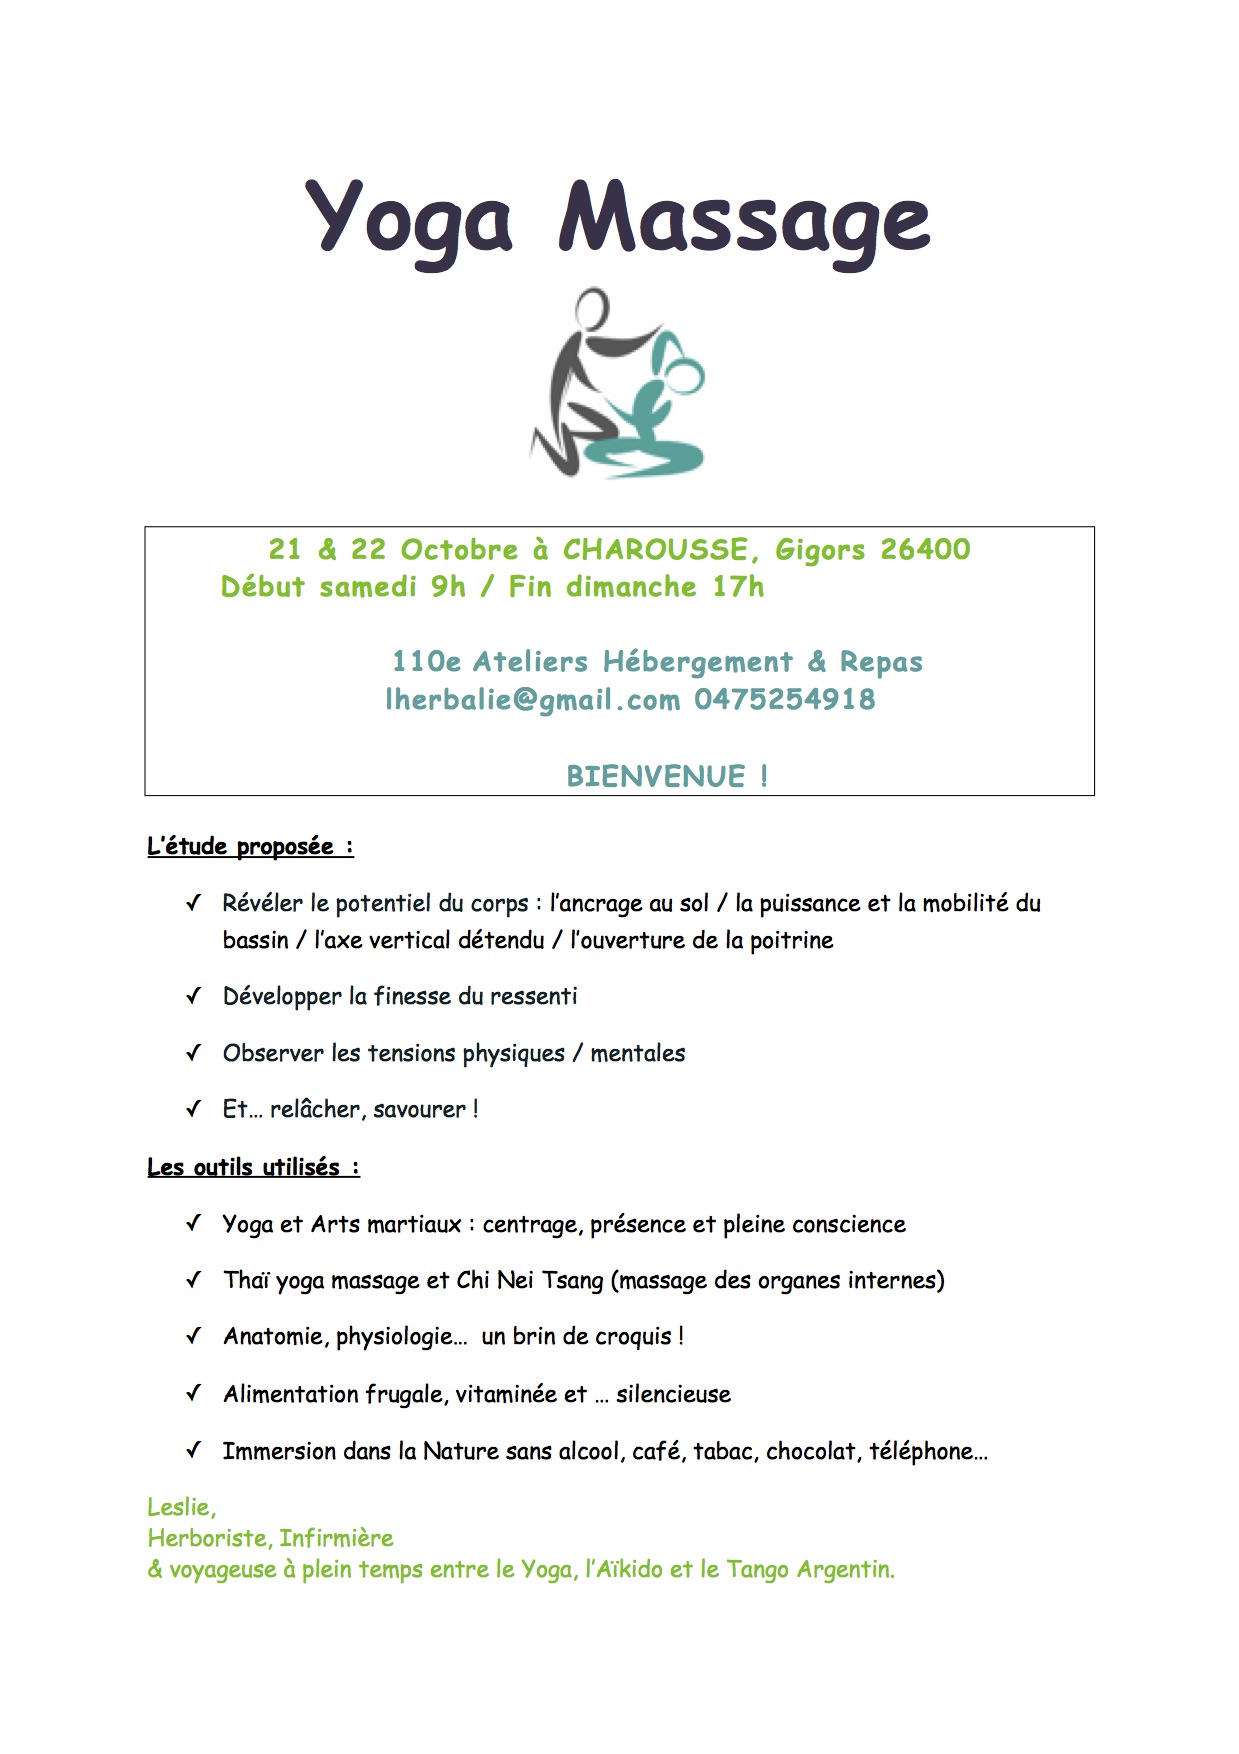 Yoga Massage
21 & 22 Octobre à CHAROUSSE, Gigors 26400
Début samedi 9h / Fin dimanche 17h
110e Ateliers Hébergement & Repas
lherbalie@gmail.com 0475254918
BIENVENUE !
L’étude proposée :
✓ Révéler le potentiel du corps : l’ancrage au sol / la puissance et la mobilité du
bassin / l’axe vertical détendu / l’ouverture de la poitrine
✓ Développer la finesse du ressenti
✓ Observer les tensions physiques / mentales
✓ Et… relâcher, savourer !
Les outils utilisés :
✓ Yoga et Arts martiaux : centrage, présence et pleine conscience
✓ Thaï yoga massage et Chi Nei Tsang (massage des organes internes)
✓ Anatomie, physiologie… un brin de croquis !
✓ Alimentation frugale, vitaminée et … silencieuse
✓ Immersion dans la Nature sans alcool, café, tabac, chocolat, téléphone…
Leslie,
Herboriste, Infirmière
& voyageuse à plein temps entre le Yoga, l’Aïkido et le Tango Argentin.